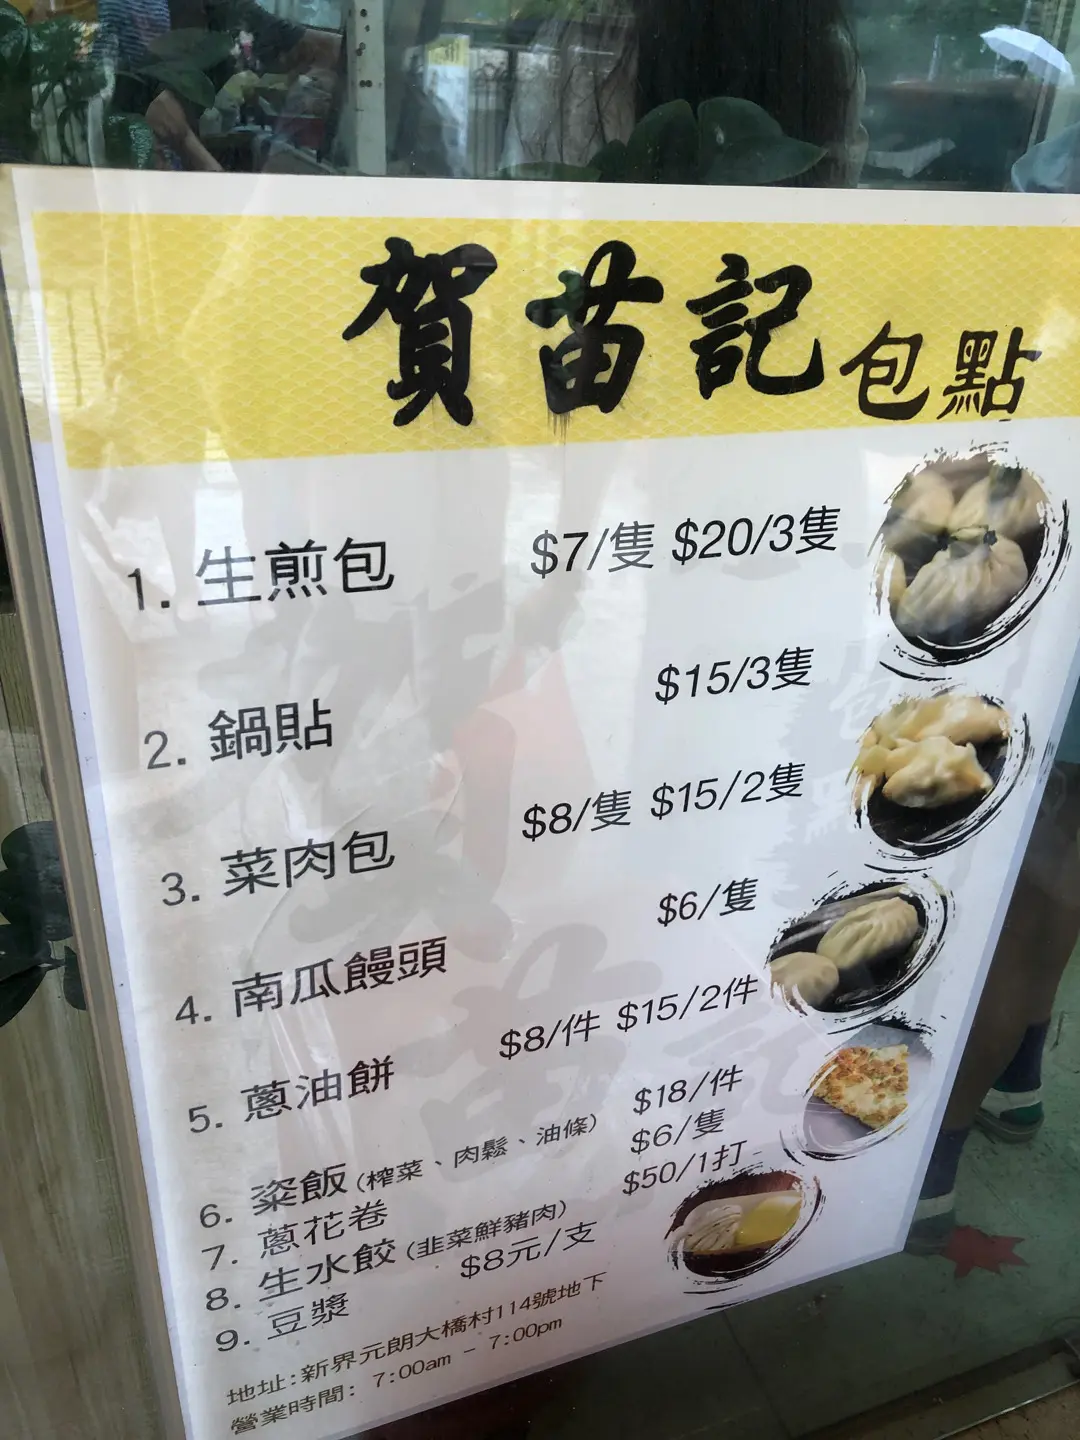 賀苗記 包點
1. 生煎包 $7/隻 $20/3隻
2. 鍋貼 $15/3隻
3. 菜肉包 $8/隻 $15/2隻
4. 南瓜饅頭 $6/隻
5. 蔥油餅 $8/件 $15/2件
6. 粢飯(榨菜、肉鬆、油條) $18/件
7. 蔥花卷 $6/隻
8. 生水餃(韭菜鮮豬肉) $50/1打
9. 豆漿 $8元/支
地址:新界元朗大橋村114號地下
營業時間: 7:00am - 7:00pm